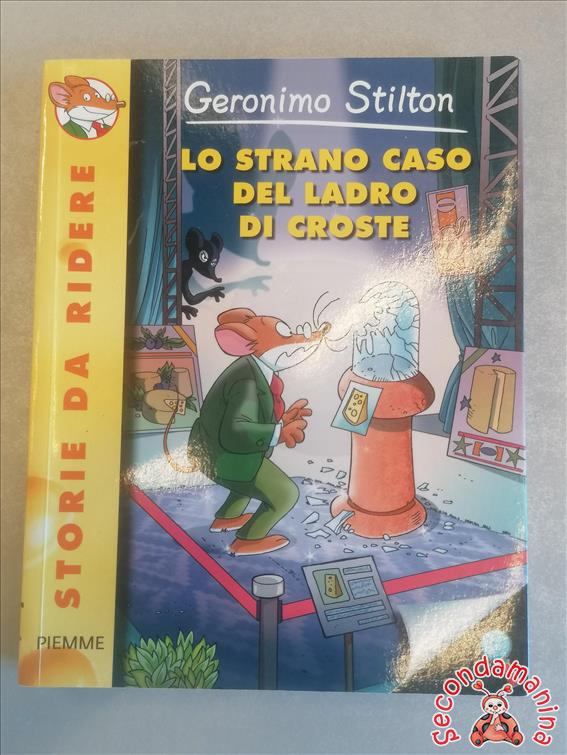 Geronimo Stilton
LO STRANO CASO
DEL LADRO
DI CROSTE
STORIE DA RIDERE
PIEMME
Secondamanina